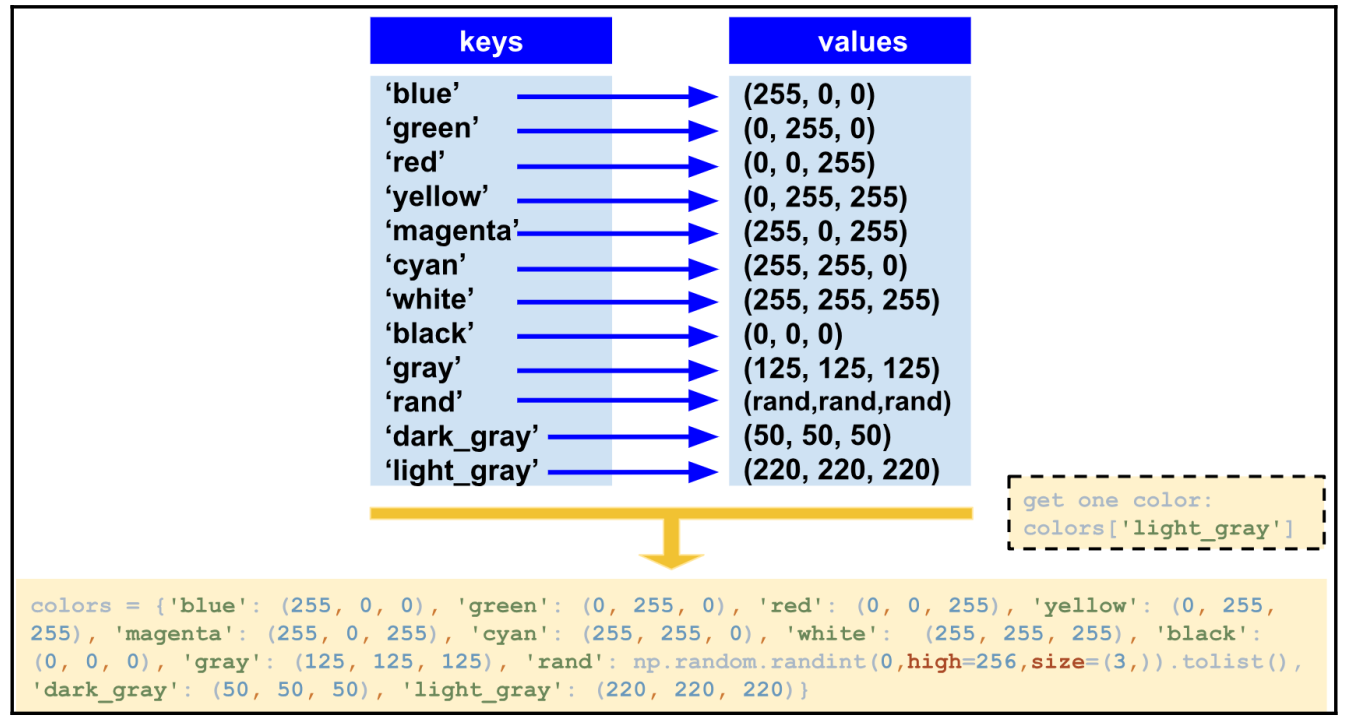 keys values
‘blue’ (255, 0, 0)
‘green’ (0, 255, 0)
‘red’ (0, 0, 255)
‘yellow’ (0, 255, 255)
‘magenta’ (255, 0, 255)
‘cyan’ (255, 255, 0)
‘white’ (255, 255, 255)
‘black’ (0, 0, 0)
‘gray’ (125, 125, 125)
‘rand’ (rand,rand,rand)
‘dark_gray’ (50, 50, 50)
‘light_gray’ (220, 220, 220)
get one color:
colors['light_gray']
colors = {'blue': (255, 0, 0), 'green': (0, 255, 0), 'red': (0, 0, 255), 'yellow': (0, 255,
255), 'magenta': (255, 0, 255), 'cyan': (255, 255, 0), 'white':  (255, 255, 255), 'black':
(0, 0, 0), 'gray': (125, 125, 125), 'rand': np.random.randint(0,high=256,size=(3,)).tolist(),
'dark_gray': (50, 50, 50), 'light_gray': (220, 220, 220)}